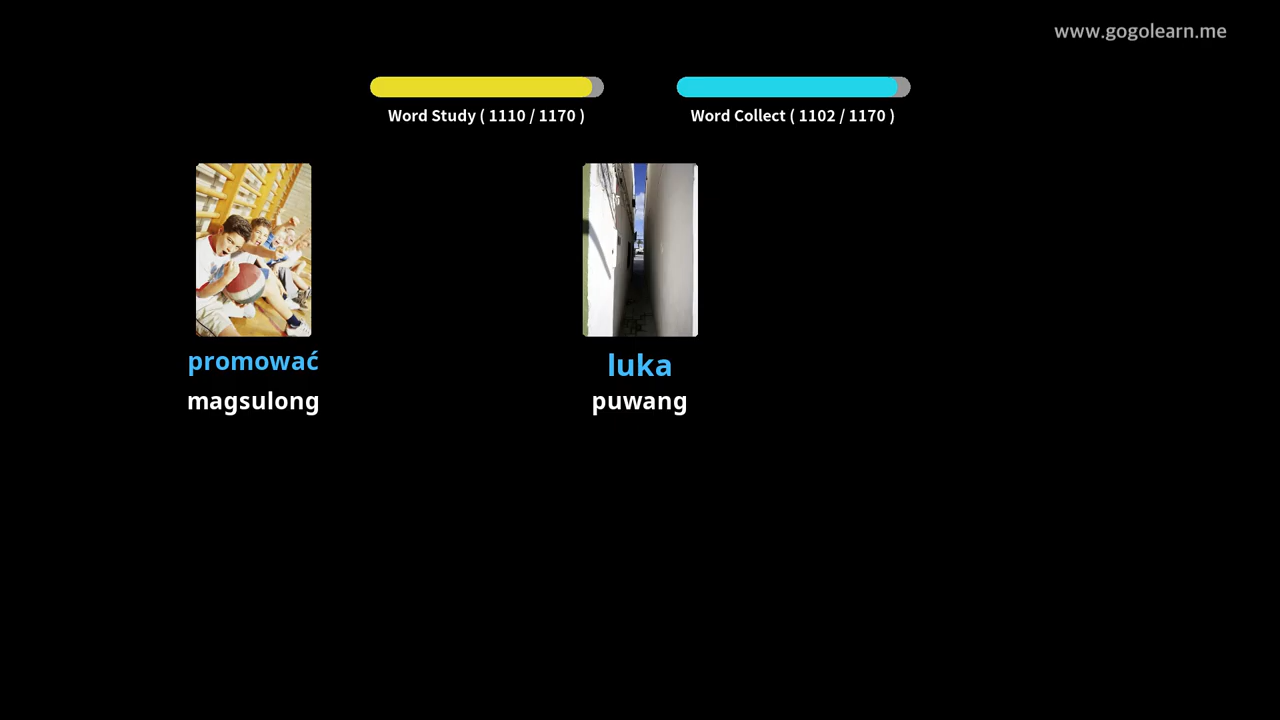 www.gogolearn.me
Word Study ( 1110 / 1170 )
Word Collect ( 1102 / 1170 )
promować
magsulong
luka
puwang